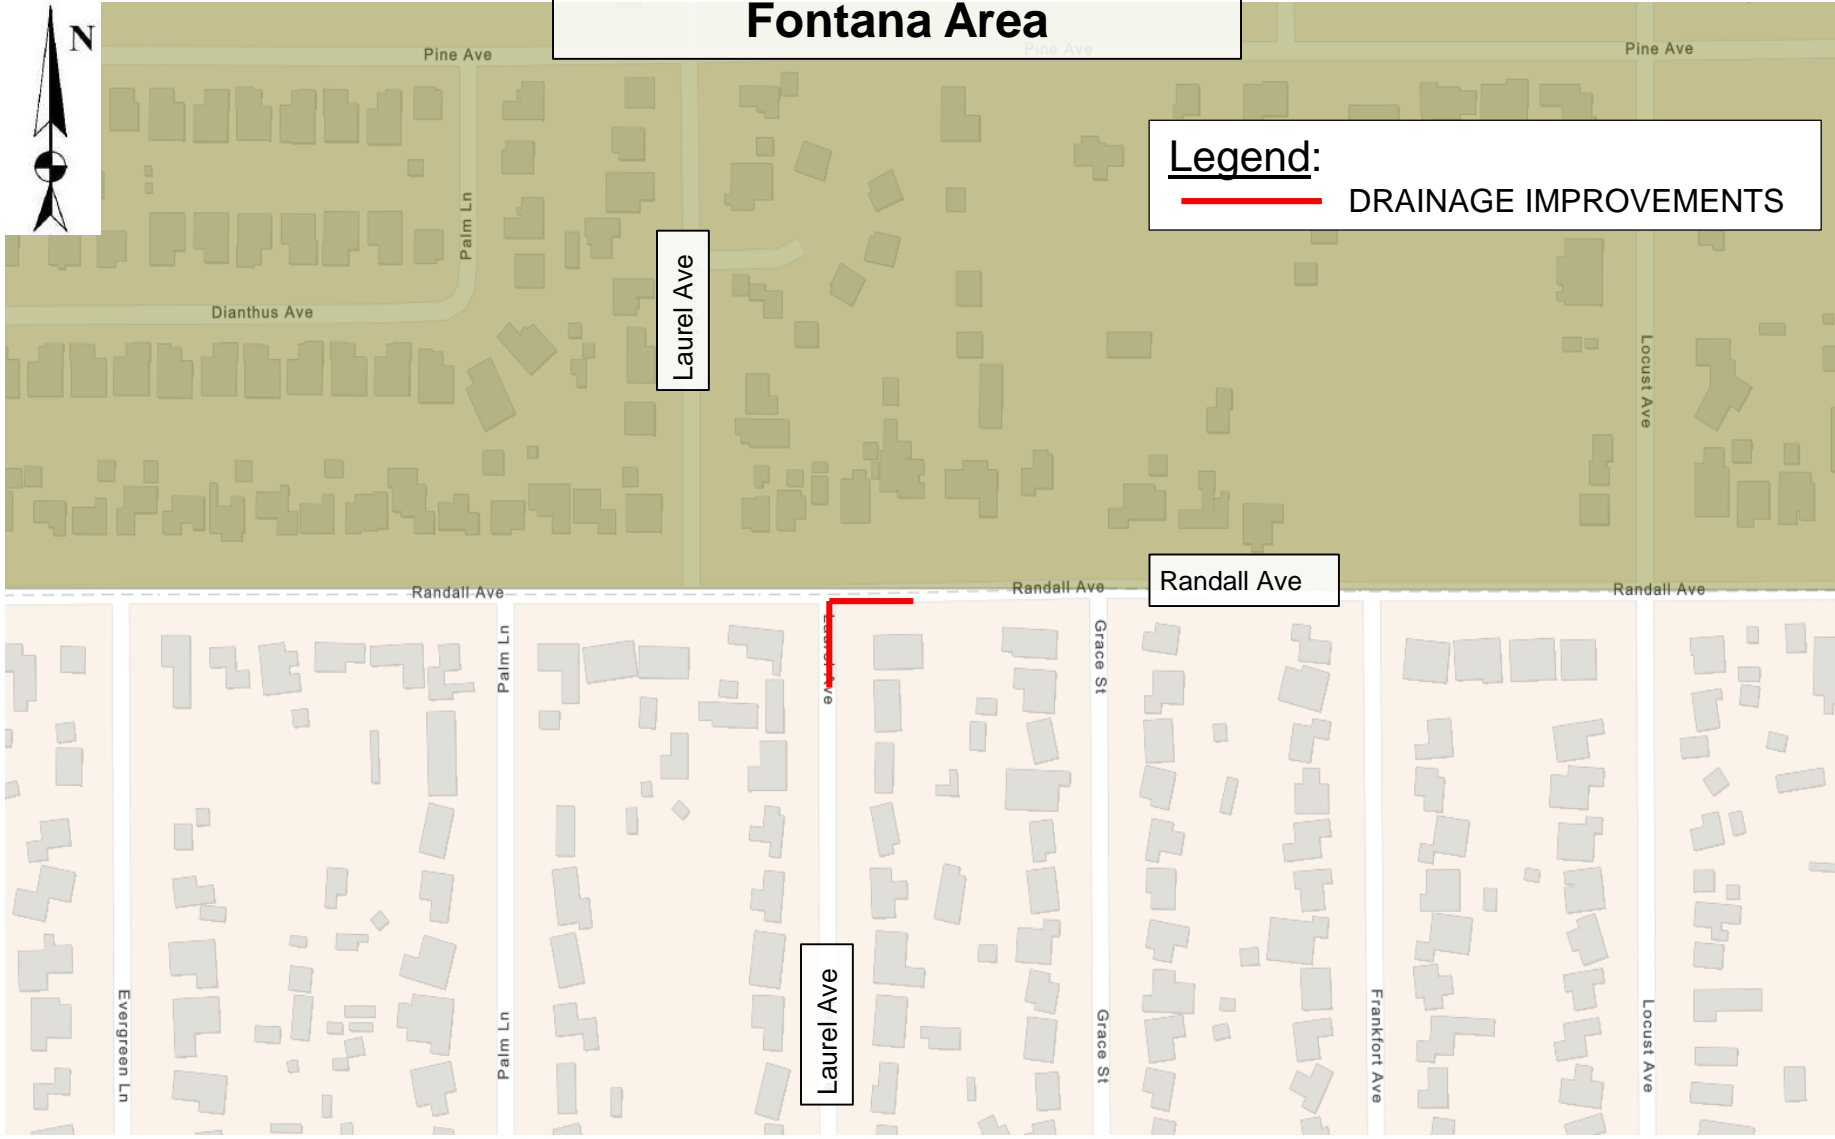 Fontana Area
N
Pine Ave
Pine Ave
Pine Ave
Legend:
DRAINAGE IMPROVEMENTS
Palm Ln
Laurel Ave
Dianthus Ave
Locust Ave
Randall Ave
Randall Ave
Randall Ave
Randall Ave
Palm Ln
Laurel Ave
Grace St
Evergreen Ln
Palm Ln
Laurel Ave
Grace St
Frankfort Ave
Locust Ave